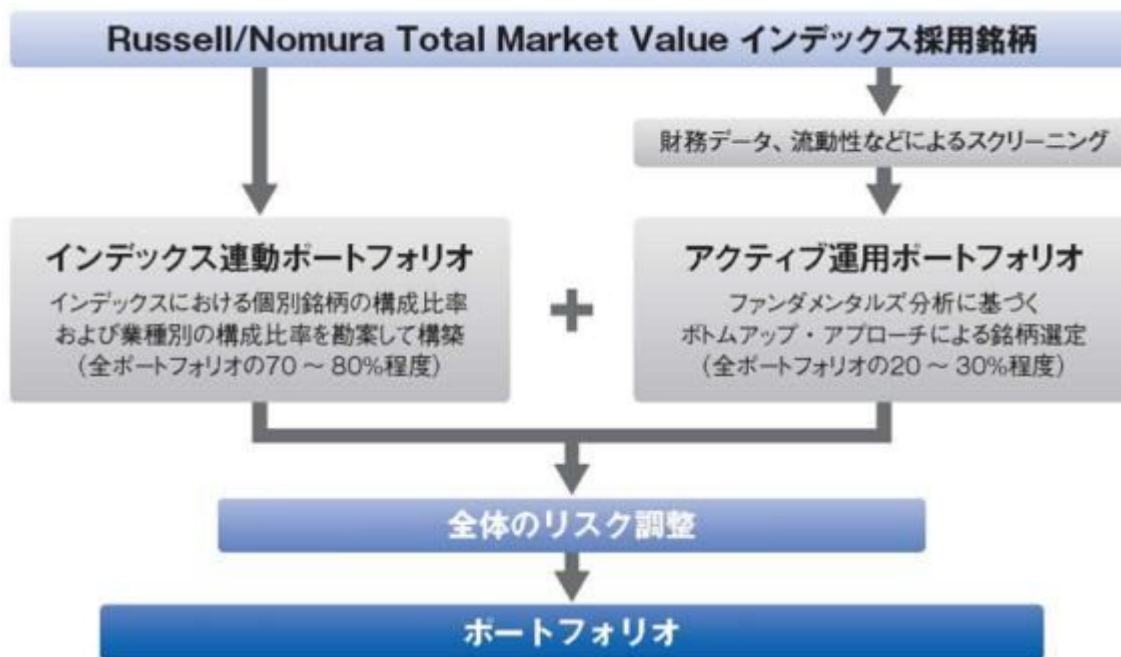 Russell/Nomura Total Market Value インデックス採用銘柄
財務データ、流動性などによるスクリーニング
インデックス連動ポートフォリオ
インデックスにおける個別銘柄の構成比率
および業種別の構成比率を勘案して構築
（全ポートフォリオの70 ～ 80%程度）
+
アクティブ運用ポートフォリオ
ファンダメンタルズ分析に基づく
ボトムアップ・アプローチによる銘柄選定
（全ポートフォリオの20 ～ 30%程度）
全体のリスク調整
ポートフォリオ